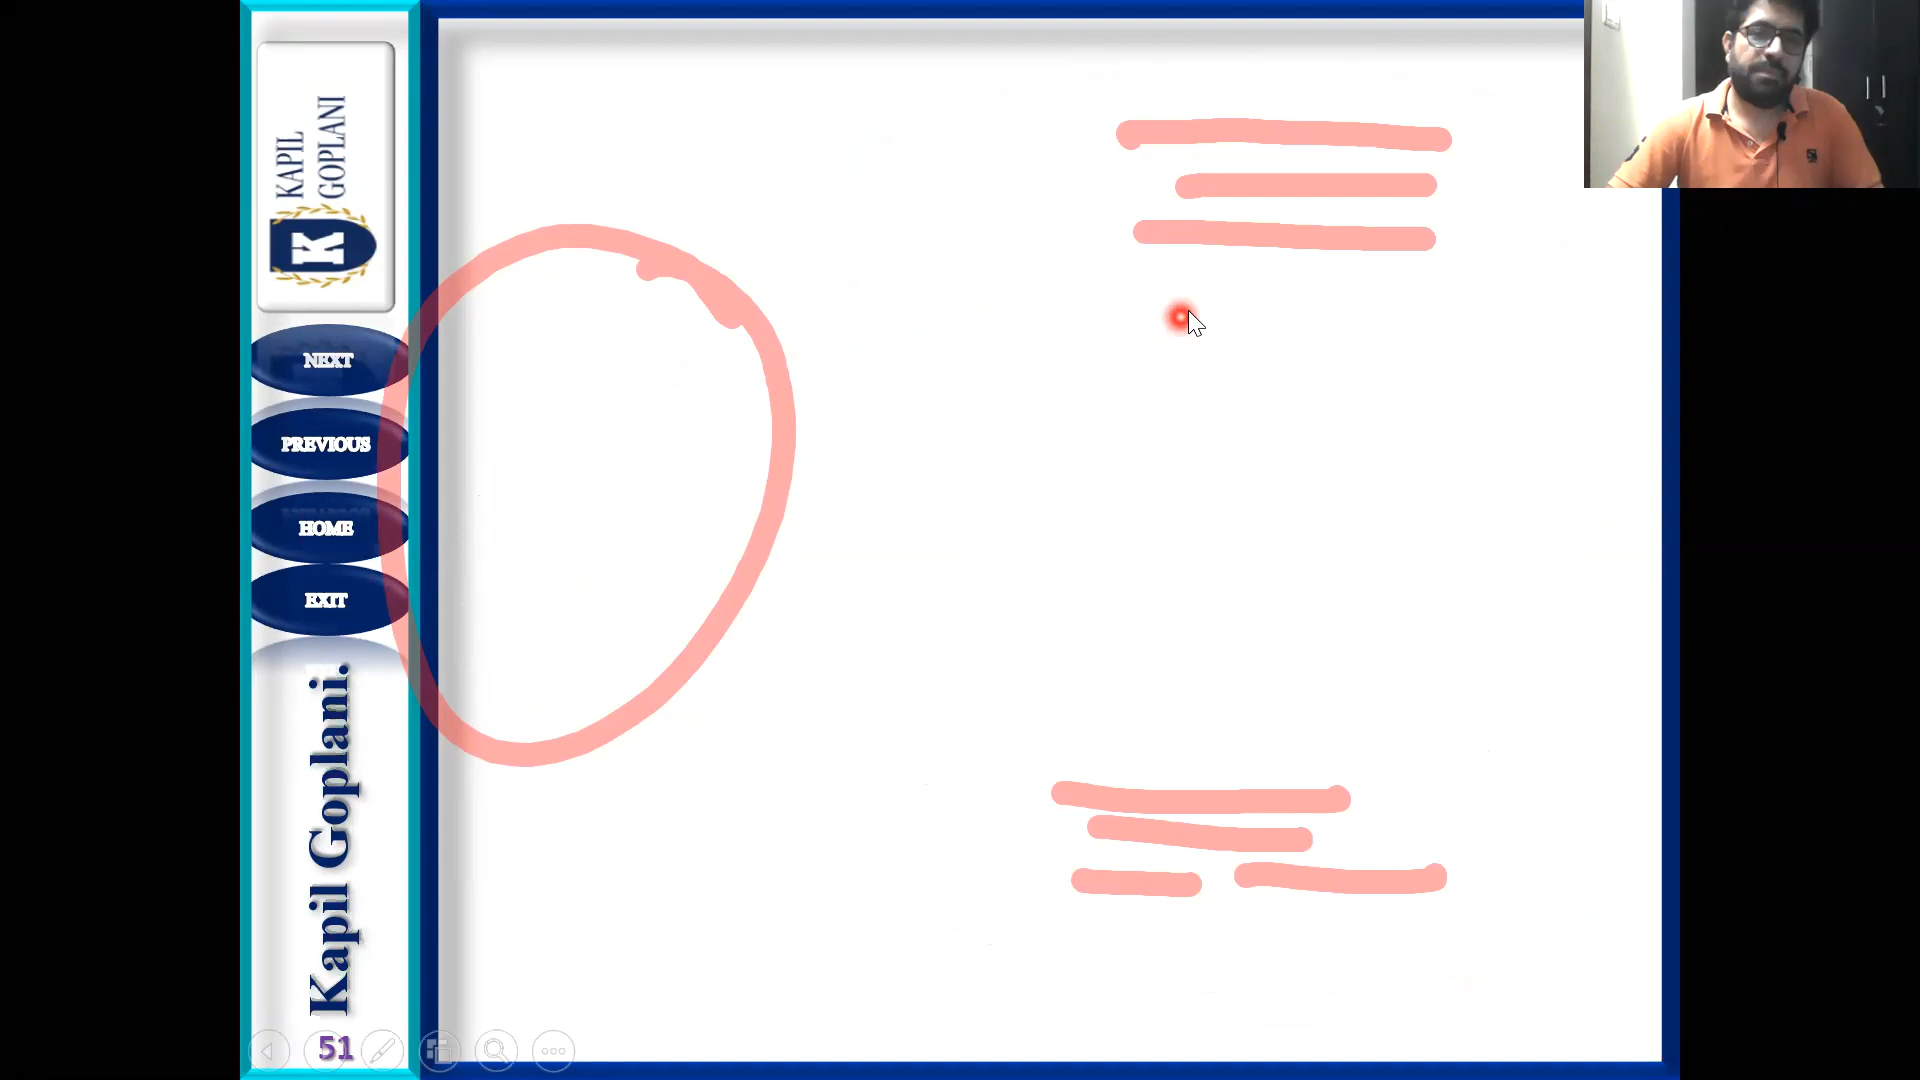 KAPIL
GOPLANI
K
NEXT
PREVIOUS
HOME
EXIT
Kapil Goplani.
51